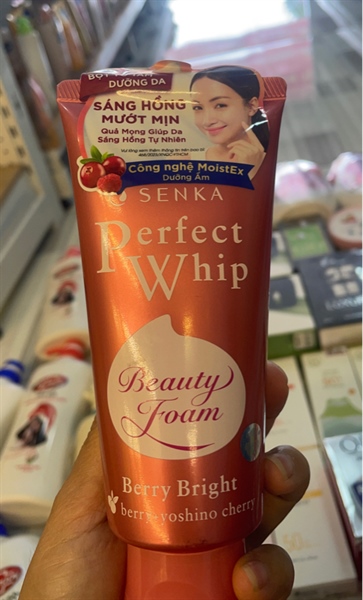 DƯỠNG DA
SÁNG HỒNG
MƯỚT MỊN
Quả Mọng Giúp Da
Sáng Hồng Tự Nhiên
Công nghệ MoistEx
Dưỡng Ẩm
SENKA
Perfect
Whip
Beauty
Foam
Berry Bright
berry yoshino cherry
50